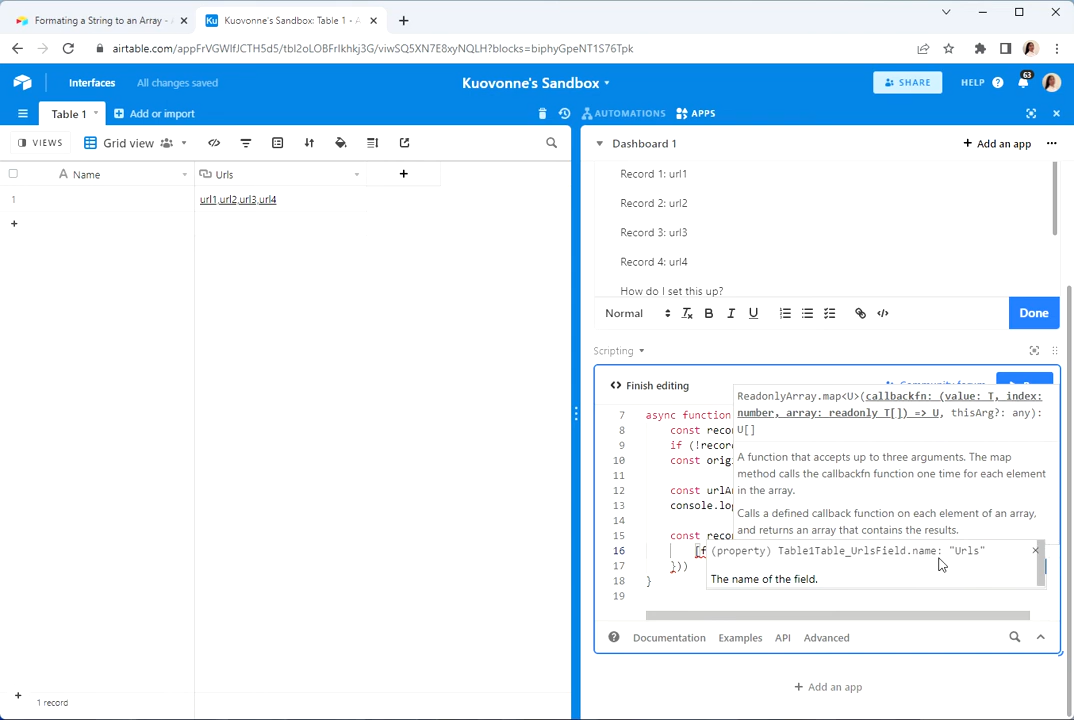 Formating a String to an Array - 
Kuovonne's Sandbox: Table 1 - A
airtable.com/appFrVGWIfJCTH5d5/tbl2oLOBFrIkhkj3G/viwSQ5XN7E8xyNQLH?blocks=biphyGpeNT1S76Tpk
Interfaces
All changes saved
Kuovonne's Sandbox
SHARE
HELP
63
Table 1
Add or import
AUTOMATIONS
APPS
VIEWS
Grid view
Dashboard 1
Add an app
Name
Urls
1
url1,url2,url3,url4
Record 1: url1
Record 2: url2
Record 3: url3
Record 4: url4
How do I set this up?
Normal
B I U
Done
Scripting
Finish editing
ReadonlyArray.map<U>(callbackfn: (value: T, index:
number, array: readonly T[]) => U, thisArg?: any):
U[]
A function that accepts up to three arguments. The map
method calls the callbackfn function one time for each element
in the array.
Calls a defined callback function on each element of an array,
and returns an array that contains the results.
7 async function
8 const reco
9 if (!recor
10 const orig
11
12 const urlA
13 console.log
14
15 const reco
16 [f
(property) Table1Table_UrlsField.name: "Urls"
The name of the field.
17 }))
18 }
19
Documentation
Examples
API
Advanced
Add an app
1 record